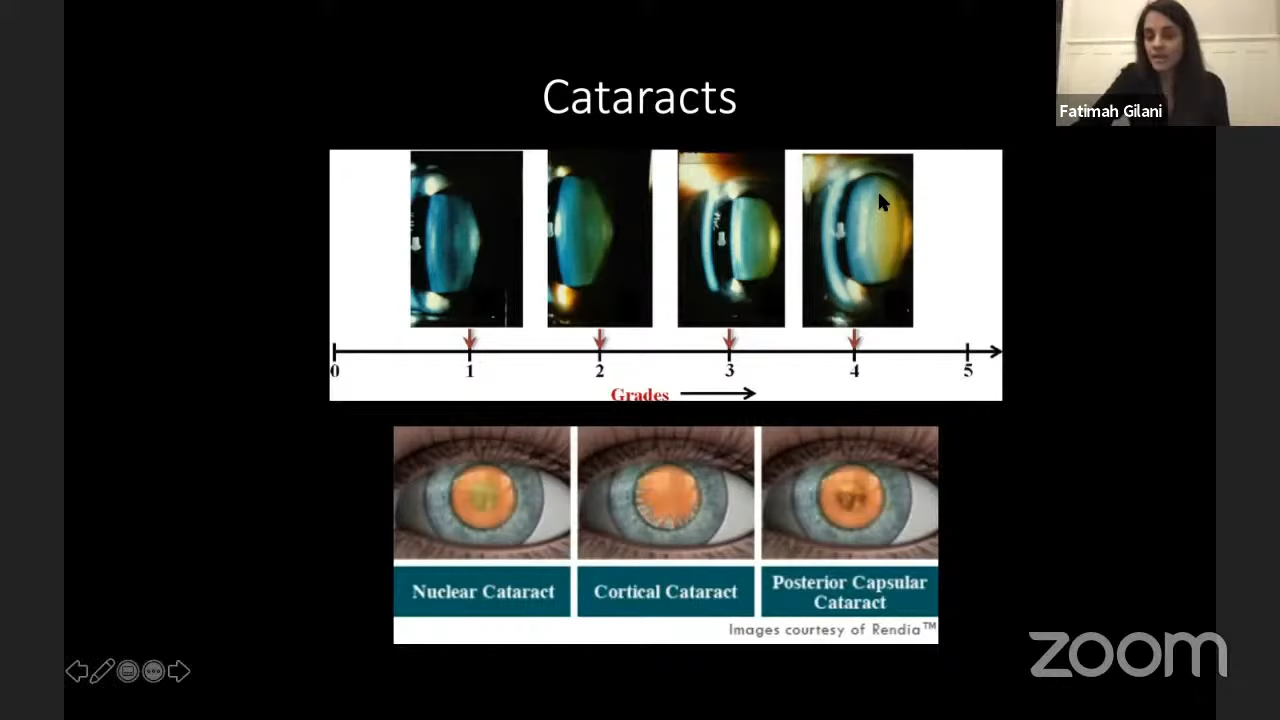 Cataracts
Fatimah Gilani
0 1 2 3 4 5
Grades
Nuclear Cataract
Cortical Cataract
Posterior Capsular
Cataract
Images courtesy of Rendia™
zoom